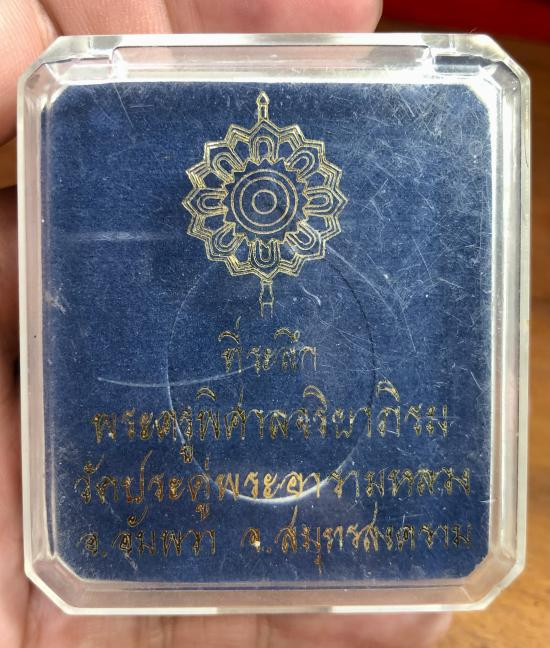 ที่ระลึก
พระครูพิศาลจริยาภิรม
วัดประดู่พระอารามหลวง
อ.อัมพวา จ.สมุทรสงคราม